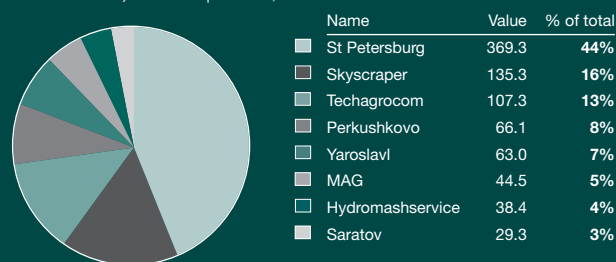 Name Value % of total
St Petersburg 369.3 44%
Skyscraper 135.3 16%
Techagrocom 107.3 13%
Perkushkovo 66.1 8%
Yaroslavl 63.0 7%
MAG 44.5 5%
Hydromashservice 38.4 4%
Saratov 29.3 3%